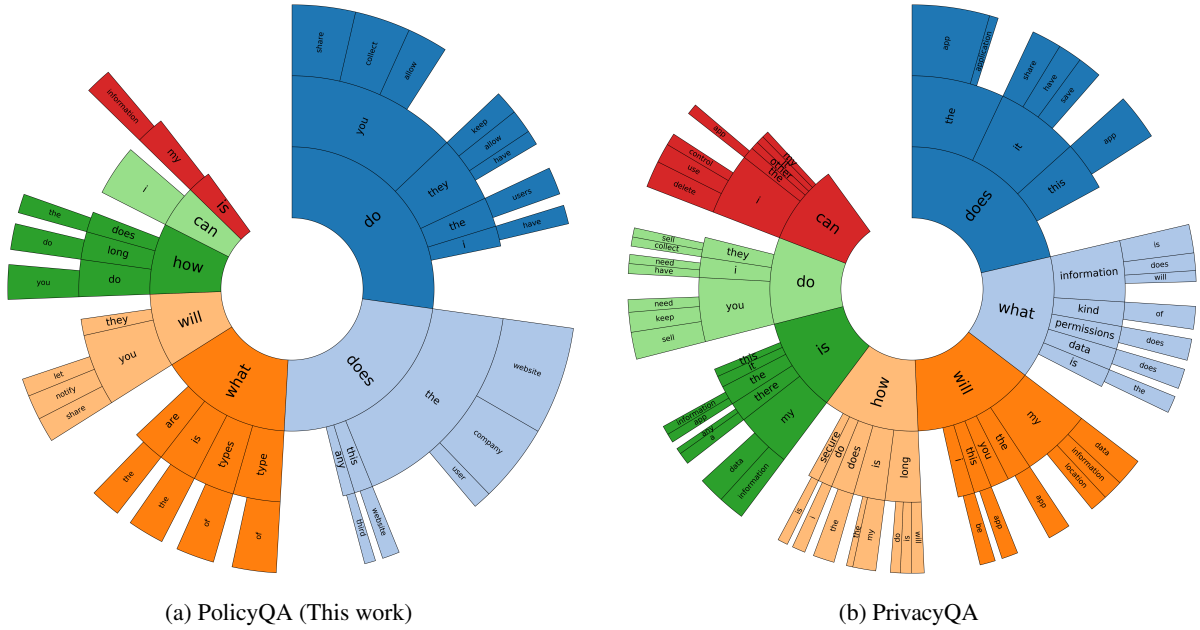 do
you
share
collect
allow
they
keep
allow
have
the
users
i
have
does
the
website
company
user
this
website
any
third
what
type
of
types
of
is
the
are
the
will
you
share
notify
let
they
how
do
you
long
do
does
the
can
i
is
my
information
(a) PolicyQA (This work)
does
the
app
application
it
share
have
save
this
app
what
information
is
does
will
kind
of
permissions
does
data
does
is
the
will
my
data
information
location
the
app
you
this
app
i
be
how
long
will
is
do
is
my
the
does
the
do
i
secure
is
is
my
information
data
there
a
any
the
app
information
it
this
do
you
sell
keep
need
i
have
need
they
collect
sell
can
i
delete
use
control
app
the
other
(b) PrivacyQA